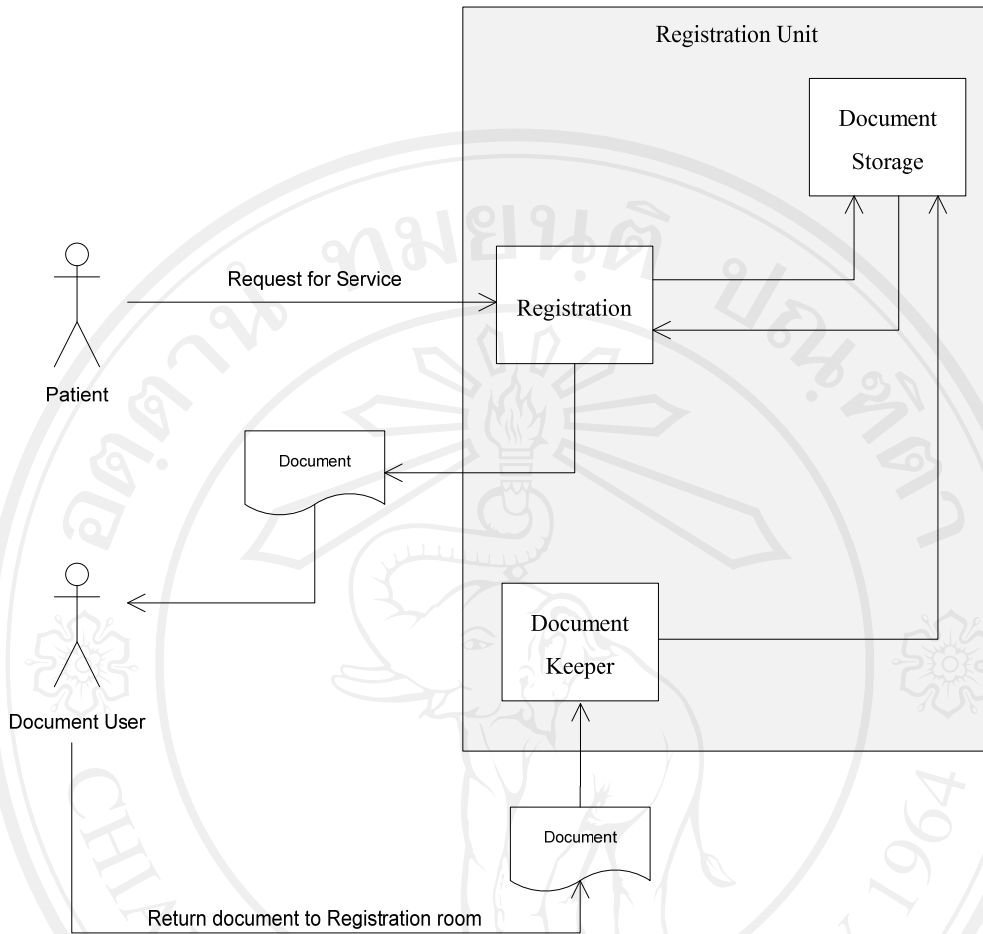 Registration Unit
Document
Storage
Request for Service
Registration
Patient
Document
Document
Keeper
Document User
Document
Return document to Registration room
1964